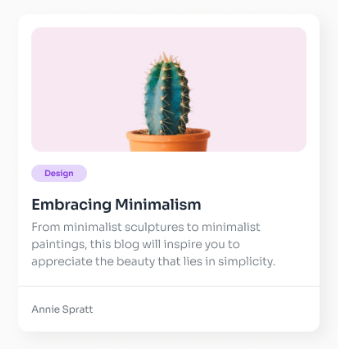 Design
Embracing Minimalism
From minimalist sculptures to minimalist
paintings, this blog will inspire you to
appreciate the beauty that lies in simplicity.
Annie Spratt